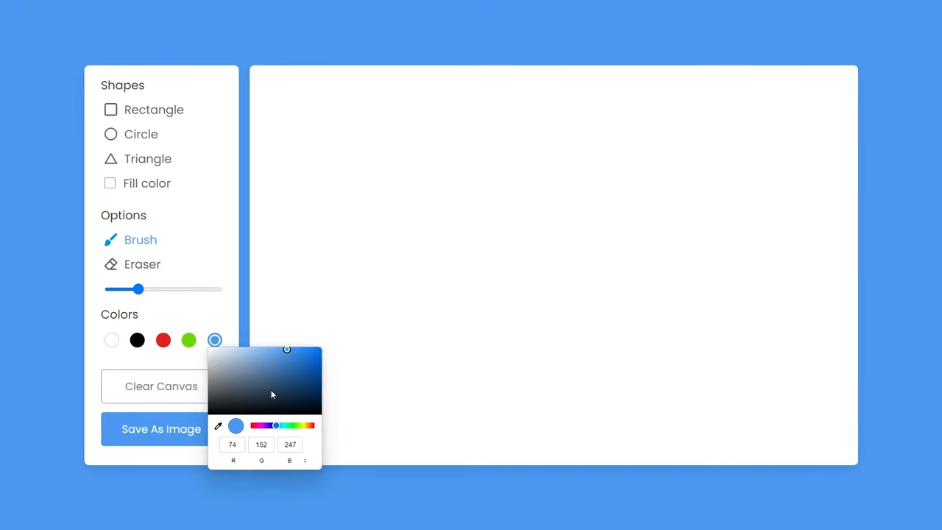 Shapes
Rectangle
Circle
Triangle
Fill color
Options
Brush
Eraser
Colors
Clear Canvas
Save As Image
74 152 247
R G B